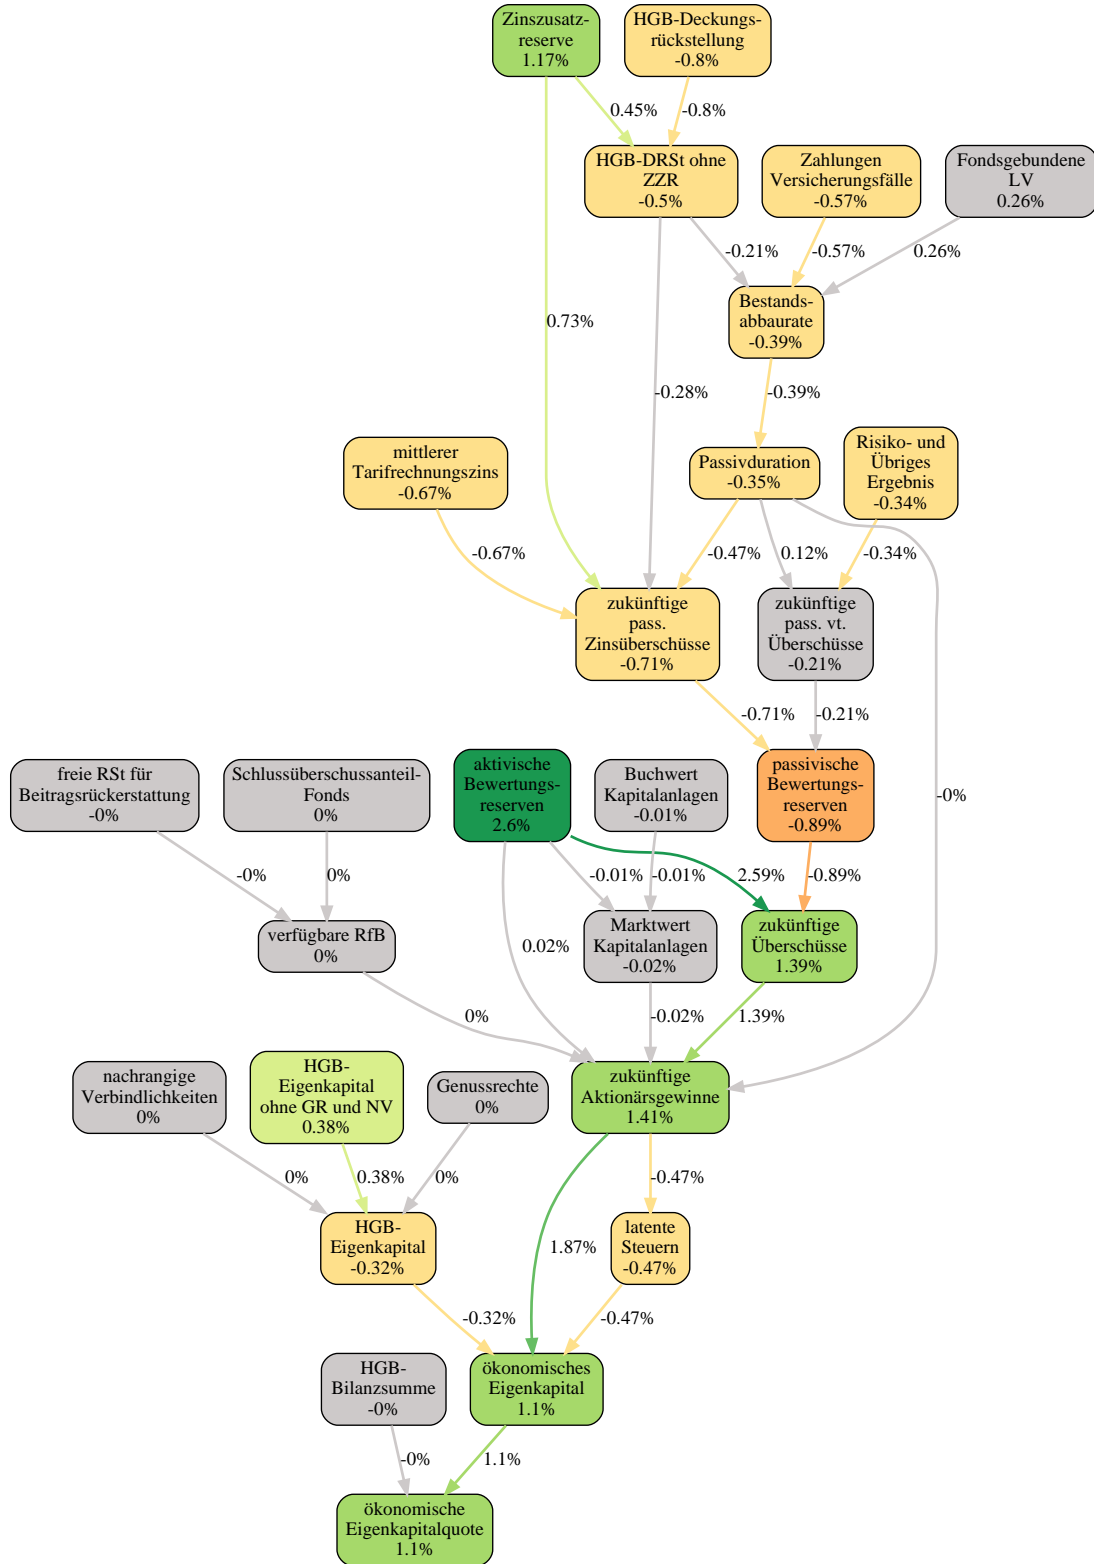 Zinszusatz-
reserve
1.17%
HGB-Deckungs-
rückstellung
-0.8%
0.45%
-0.8%
HGB-DRSt ohne
ZZR
-0.5%
Zahlungen
Versicherungsfälle
-0.57%
Fondsgebundene
LV
0.26%
-0.21%
-0.57%
0.26%
Bestands-
abbaurate
-0.39%
0.73%
-0.28%
-0.39%
mittlerer
Tarifrechnungszins
-0.67%
Passivduration
-0.35%
Risiko- und
Übriges
Ergebnis
-0.34%
-0.67%
-0.47%
0.12%
-0.34%
zukünftige
pass.
Zinsüberschüsse
-0.71%
zukünftige
pass. vt.
Überschüsse
-0.21%
-0.71%
-0.21%
freie RSt für
Beitragsrückerstattung
-0%
Schlussüberschussanteil-
Fonds
0%
aktivische
Bewertungs-
reserven
2.6%
Buchwert
Kapitalanlagen
-0.01%
passivische
Bewertungs-
reserven
-0.89%
-0%
-0%
0%
-0.01%
-0.01%
2.59%
-0.89%
verfügbare RfB
0%
0.02%
Marktwert
Kapitalanlagen
-0.02%
zukünftige
Überschüsse
1.39%
0%
-0.02%
1.39%
nachrangige
Verbindlichkeiten
0%
HGB-
Eigenkapital
ohne GR und NV
0.38%
Genussrechte
0%
zukünftige
Aktionärsgewinne
1.41%
0%
0.38%
0%
-0.47%
HGB-
Eigenkapital
-0.32%
1.87%
latente
Steuern
-0.47%
-0.32%
-0.47%
HGB-
Bilanzsumme
-0%
ökonomisches
Eigenkapital
1.1%
-0%
1.1%
ökonomische
Eigenkapitalquote
1.1%